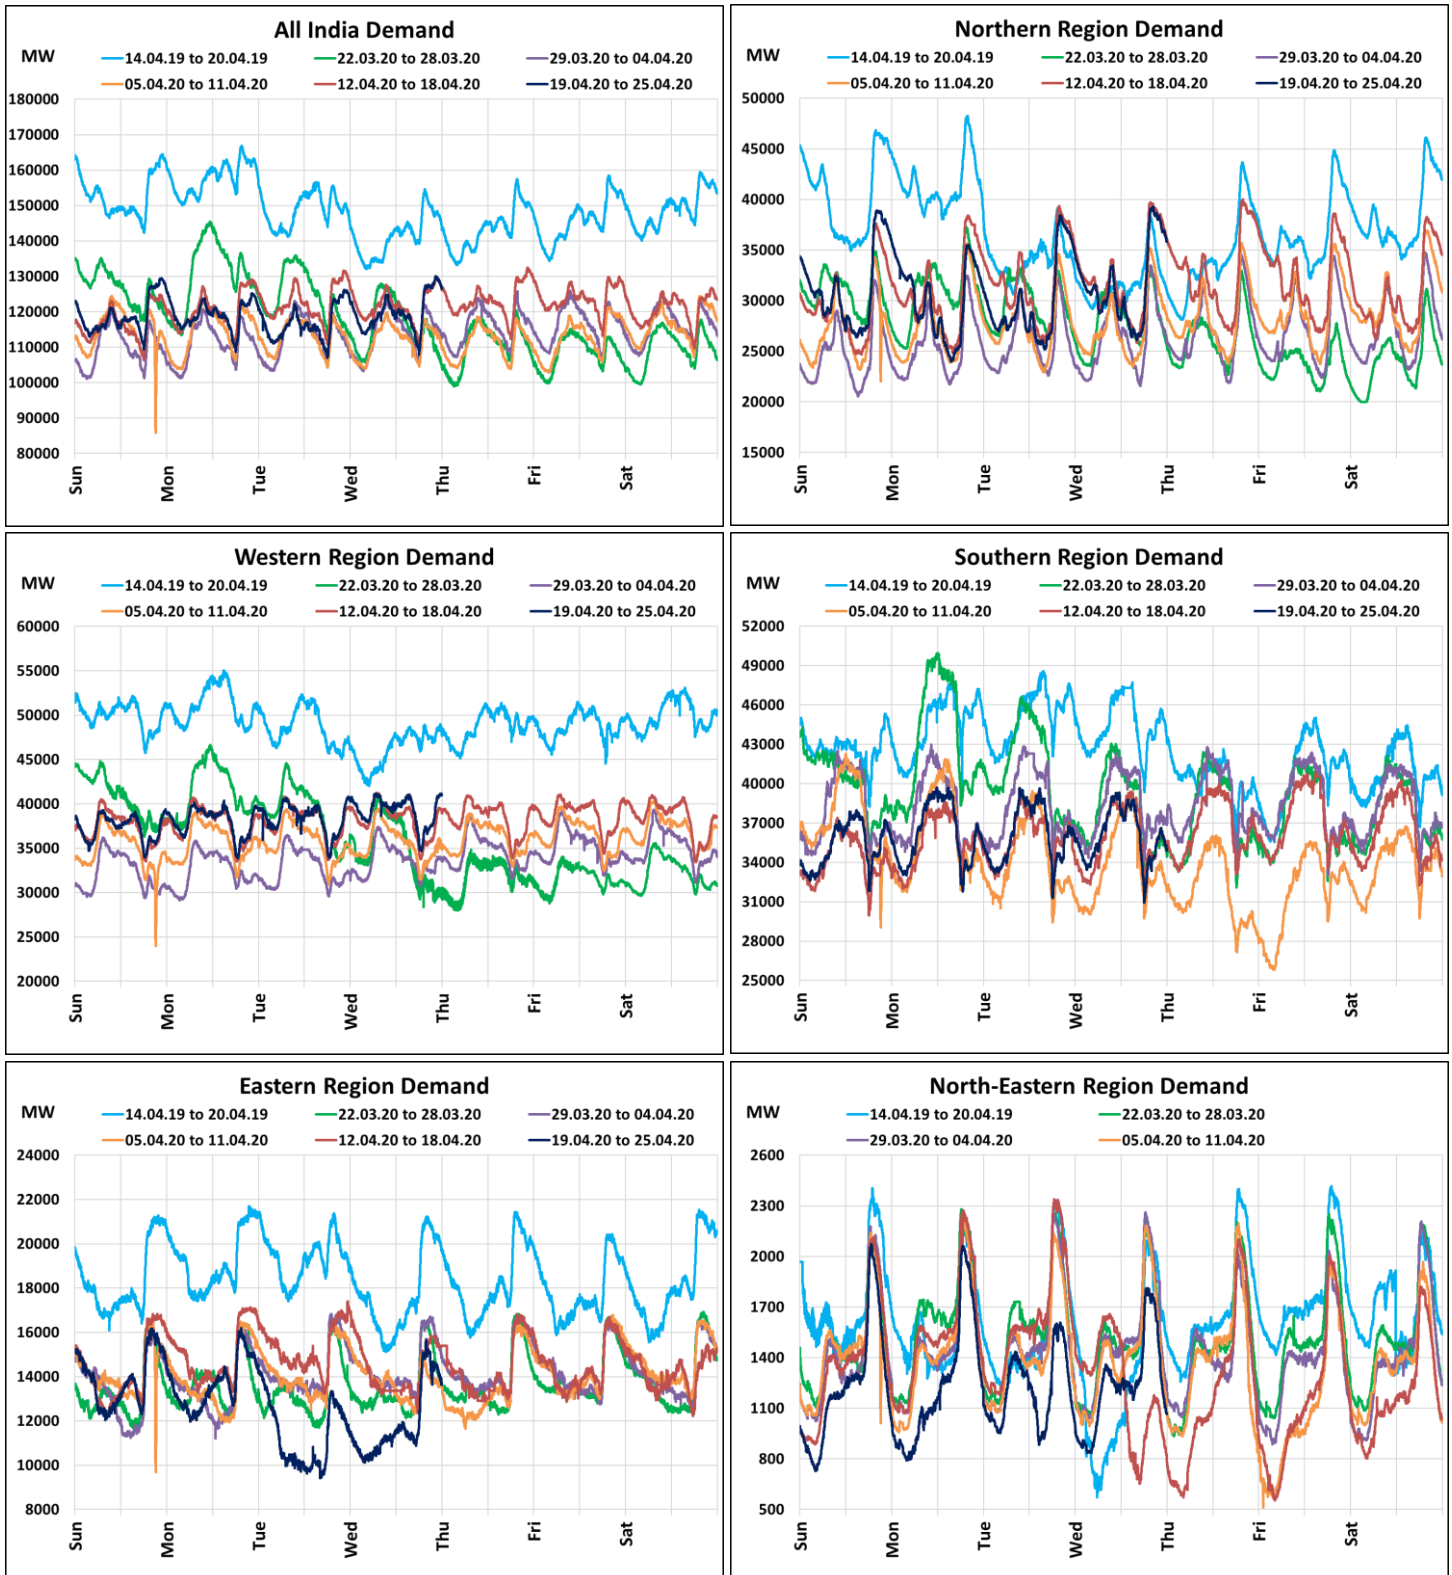 All India Demand
MW
14.04.19 to 20.04.19 22.03.20 to 28.03.20 29.03.20 to 04.04.20
05.04.20 to 11.04.20 12.04.20 to 18.04.20 19.04.20 to 25.04.20
180000
170000
160000
150000
140000
130000
120000
110000
100000
90000
80000
Sun Mon Tue Wed Thu Fri Sat
Northern Region Demand
MW
14.04.19 to 20.04.19 22.03.20 to 28.03.20 29.03.20 to 04.04.20
05.04.20 to 11.04.20 12.04.20 to 18.04.20 19.04.20 to 25.04.20
50000
45000
40000
35000
30000
25000
20000
15000
Sun Mon Tue Wed Thu Fri Sat
Western Region Demand
MW
14.04.19 to 20.04.19 22.03.20 to 28.03.20 29.03.20 to 04.04.20
05.04.20 to 11.04.20 12.04.20 to 18.04.20 19.04.20 to 25.04.20
60000
55000
50000
45000
40000
35000
30000
25000
20000
Sun Mon Tue Wed Thu Fri Sat
Southern Region Demand
MW
14.04.19 to 20.04.19 22.03.20 to 28.03.20 29.03.20 to 04.04.20
05.04.20 to 11.04.20 12.04.20 to 18.04.20 19.04.20 to 25.04.20
52000
49000
46000
43000
40000
37000
34000
31000
28000
25000
Sun Mon Tue Wed Thu Fri Sat
Eastern Region Demand
MW
14.04.19 to 20.04.19 22.03.20 to 28.03.20 29.03.20 to 04.04.20
05.04.20 to 11.04.20 12.04.20 to 18.04.20 19.04.20 to 25.04.20
24000
22000
20000
18000
16000
14000
12000
10000
8000
Sun Mon Tue Wed Thu Fri Sat
North-Eastern Region Demand
MW
14.04.19 to 20.04.19 22.03.20 to 28.03.20
29.03.20 to 04.04.20 05.04.20 to 11.04.20
2600
2300
2000
1700
1400
1100
800
500
Sun Mon Tue Wed Thu Fri Sat